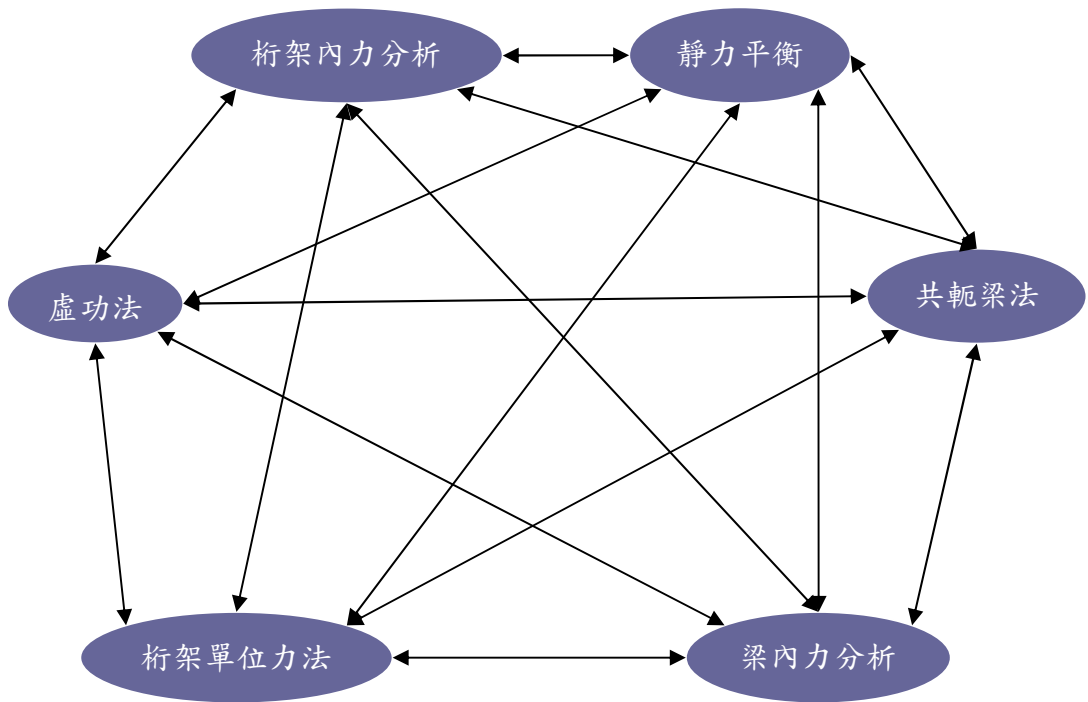 桁架內力分析
靜力平衡
虛功法
共軛梁法
桁架單位力法
梁內力分析